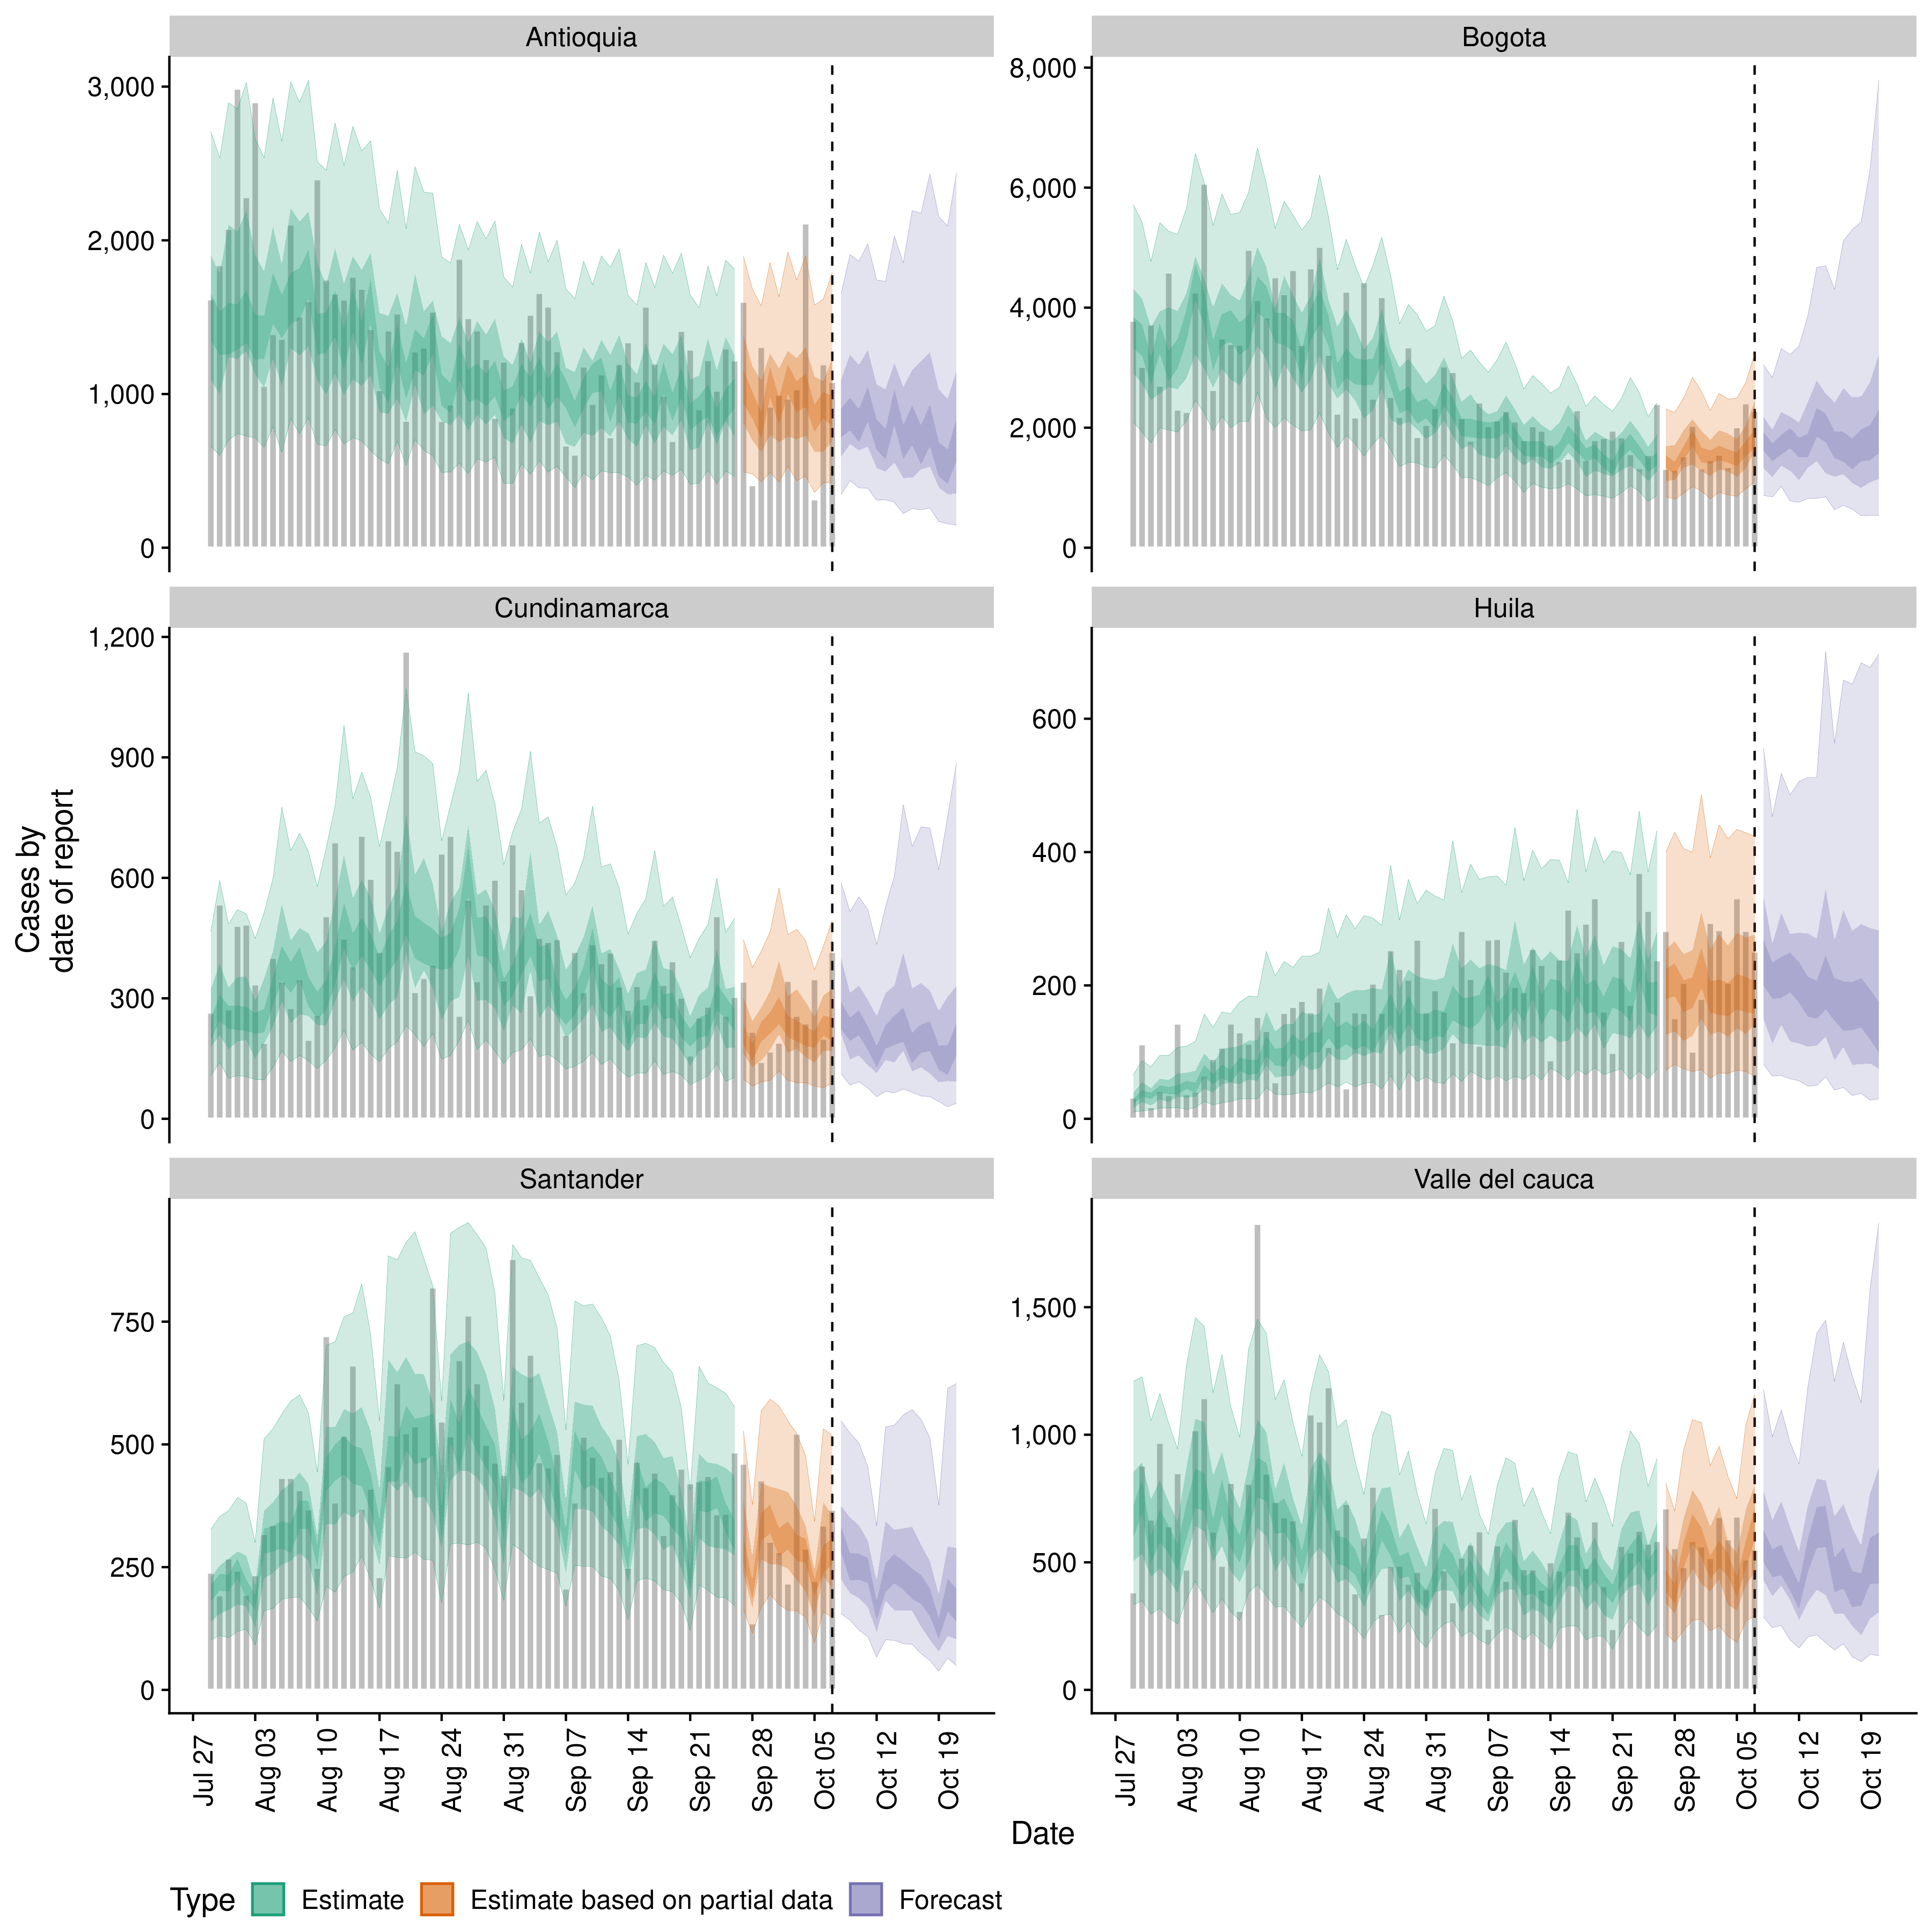 Antioquia
Bogota
3,000
2,000
1,000
0
8,000
6,000
4,000
2,000
0
Cundinamarca
Huila
1,200
900
600
300
0
600
400
200
0
Cases by
date of report
Santander
Valle del cauca
750
500
250
0
1,500
1,000
500
0
Jul 27
Aug 03
Aug 10
Aug 17
Aug 24
Aug 31
Sep 07
Sep 14
Sep 21
Sep 28
Oct 05
Oct 12
Oct 19
Jul 27
Aug 03
Aug 10
Aug 17
Aug 24
Aug 31
Sep 07
Sep 14
Sep 21
Sep 28
Oct 05
Oct 12
Oct 19
Date
Type Estimate Estimate based on partial data Forecast